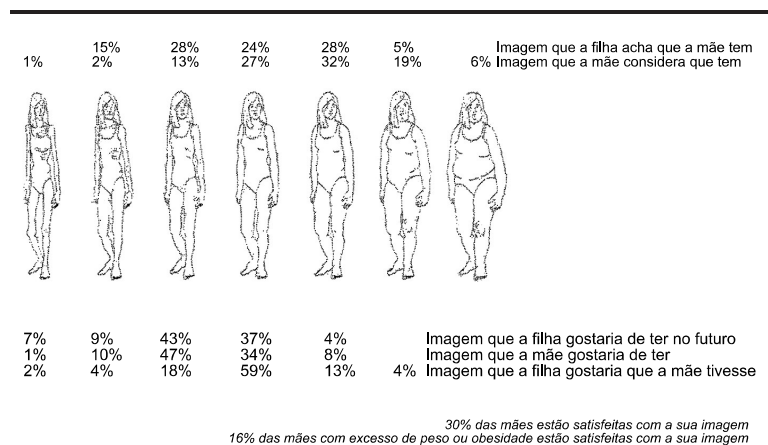 15% 28% 24% 28% 5% Imagem que a filha acha que a mãe tem
1% 2% 13% 27% 32% 19% 6% Imagem que a mãe considera que tem
7% 9% 43% 37% 4% Imagem que a filha gostaria de ter no futuro
1% 10% 47% 34% 8% Imagem que a mãe gostaria de ter
2% 4% 18% 59% 13% 4% Imagem que a filha gostaria que a mãe tivesse
30% das mães estão satisfeitas com a sua imagem
16% das mães com excesso de peso ou obesidade estão satisfeitas com a sua imagem